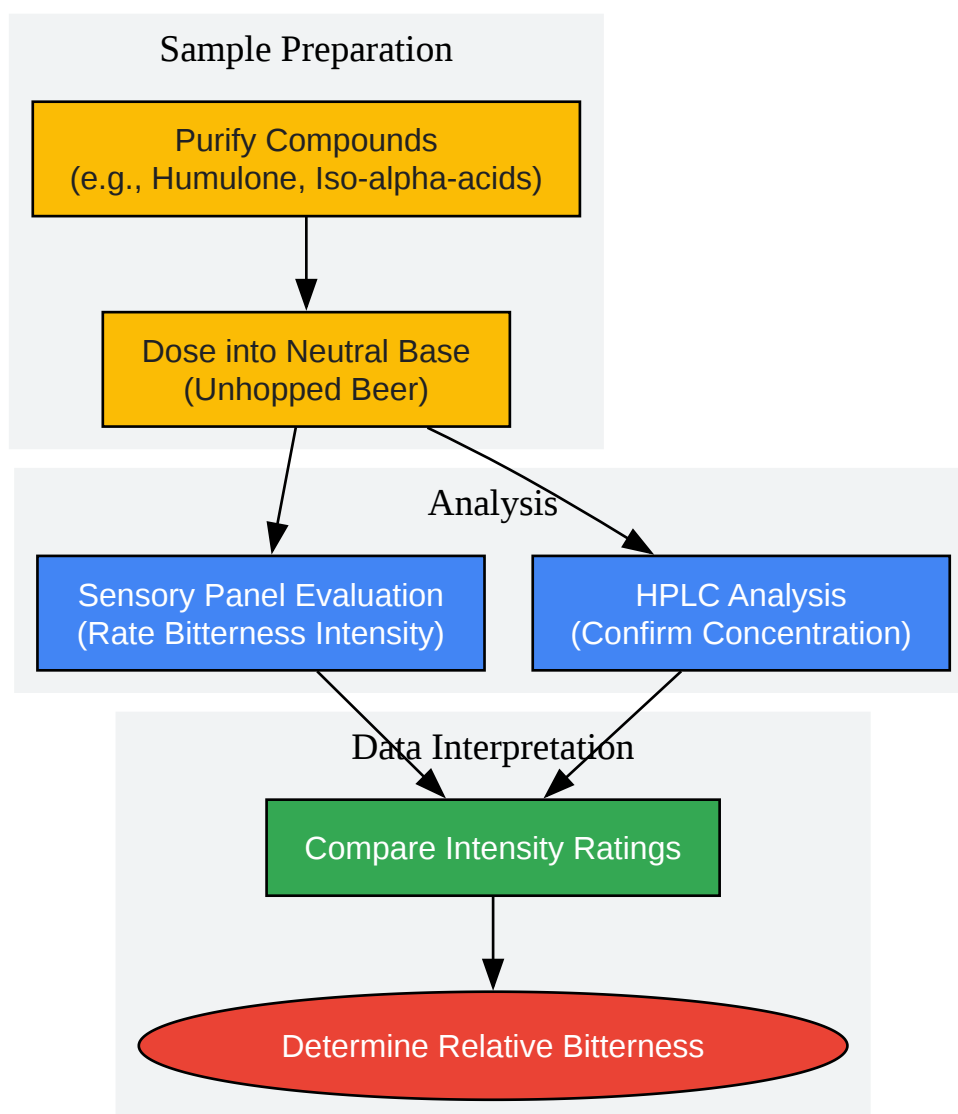 Sample Preparation
Purify Compounds
(e.g., Humulone, Iso-alpha-acids)
Dose into Neutral Base
(Unhopped Beer)
Analysis
Sensory Panel Evaluation
(Rate Bitterness Intensity)
HPLC Analysis
(Confirm Concentration)
Data Interpretation
Compare Intensity Ratings
Determine Relative Bitterness